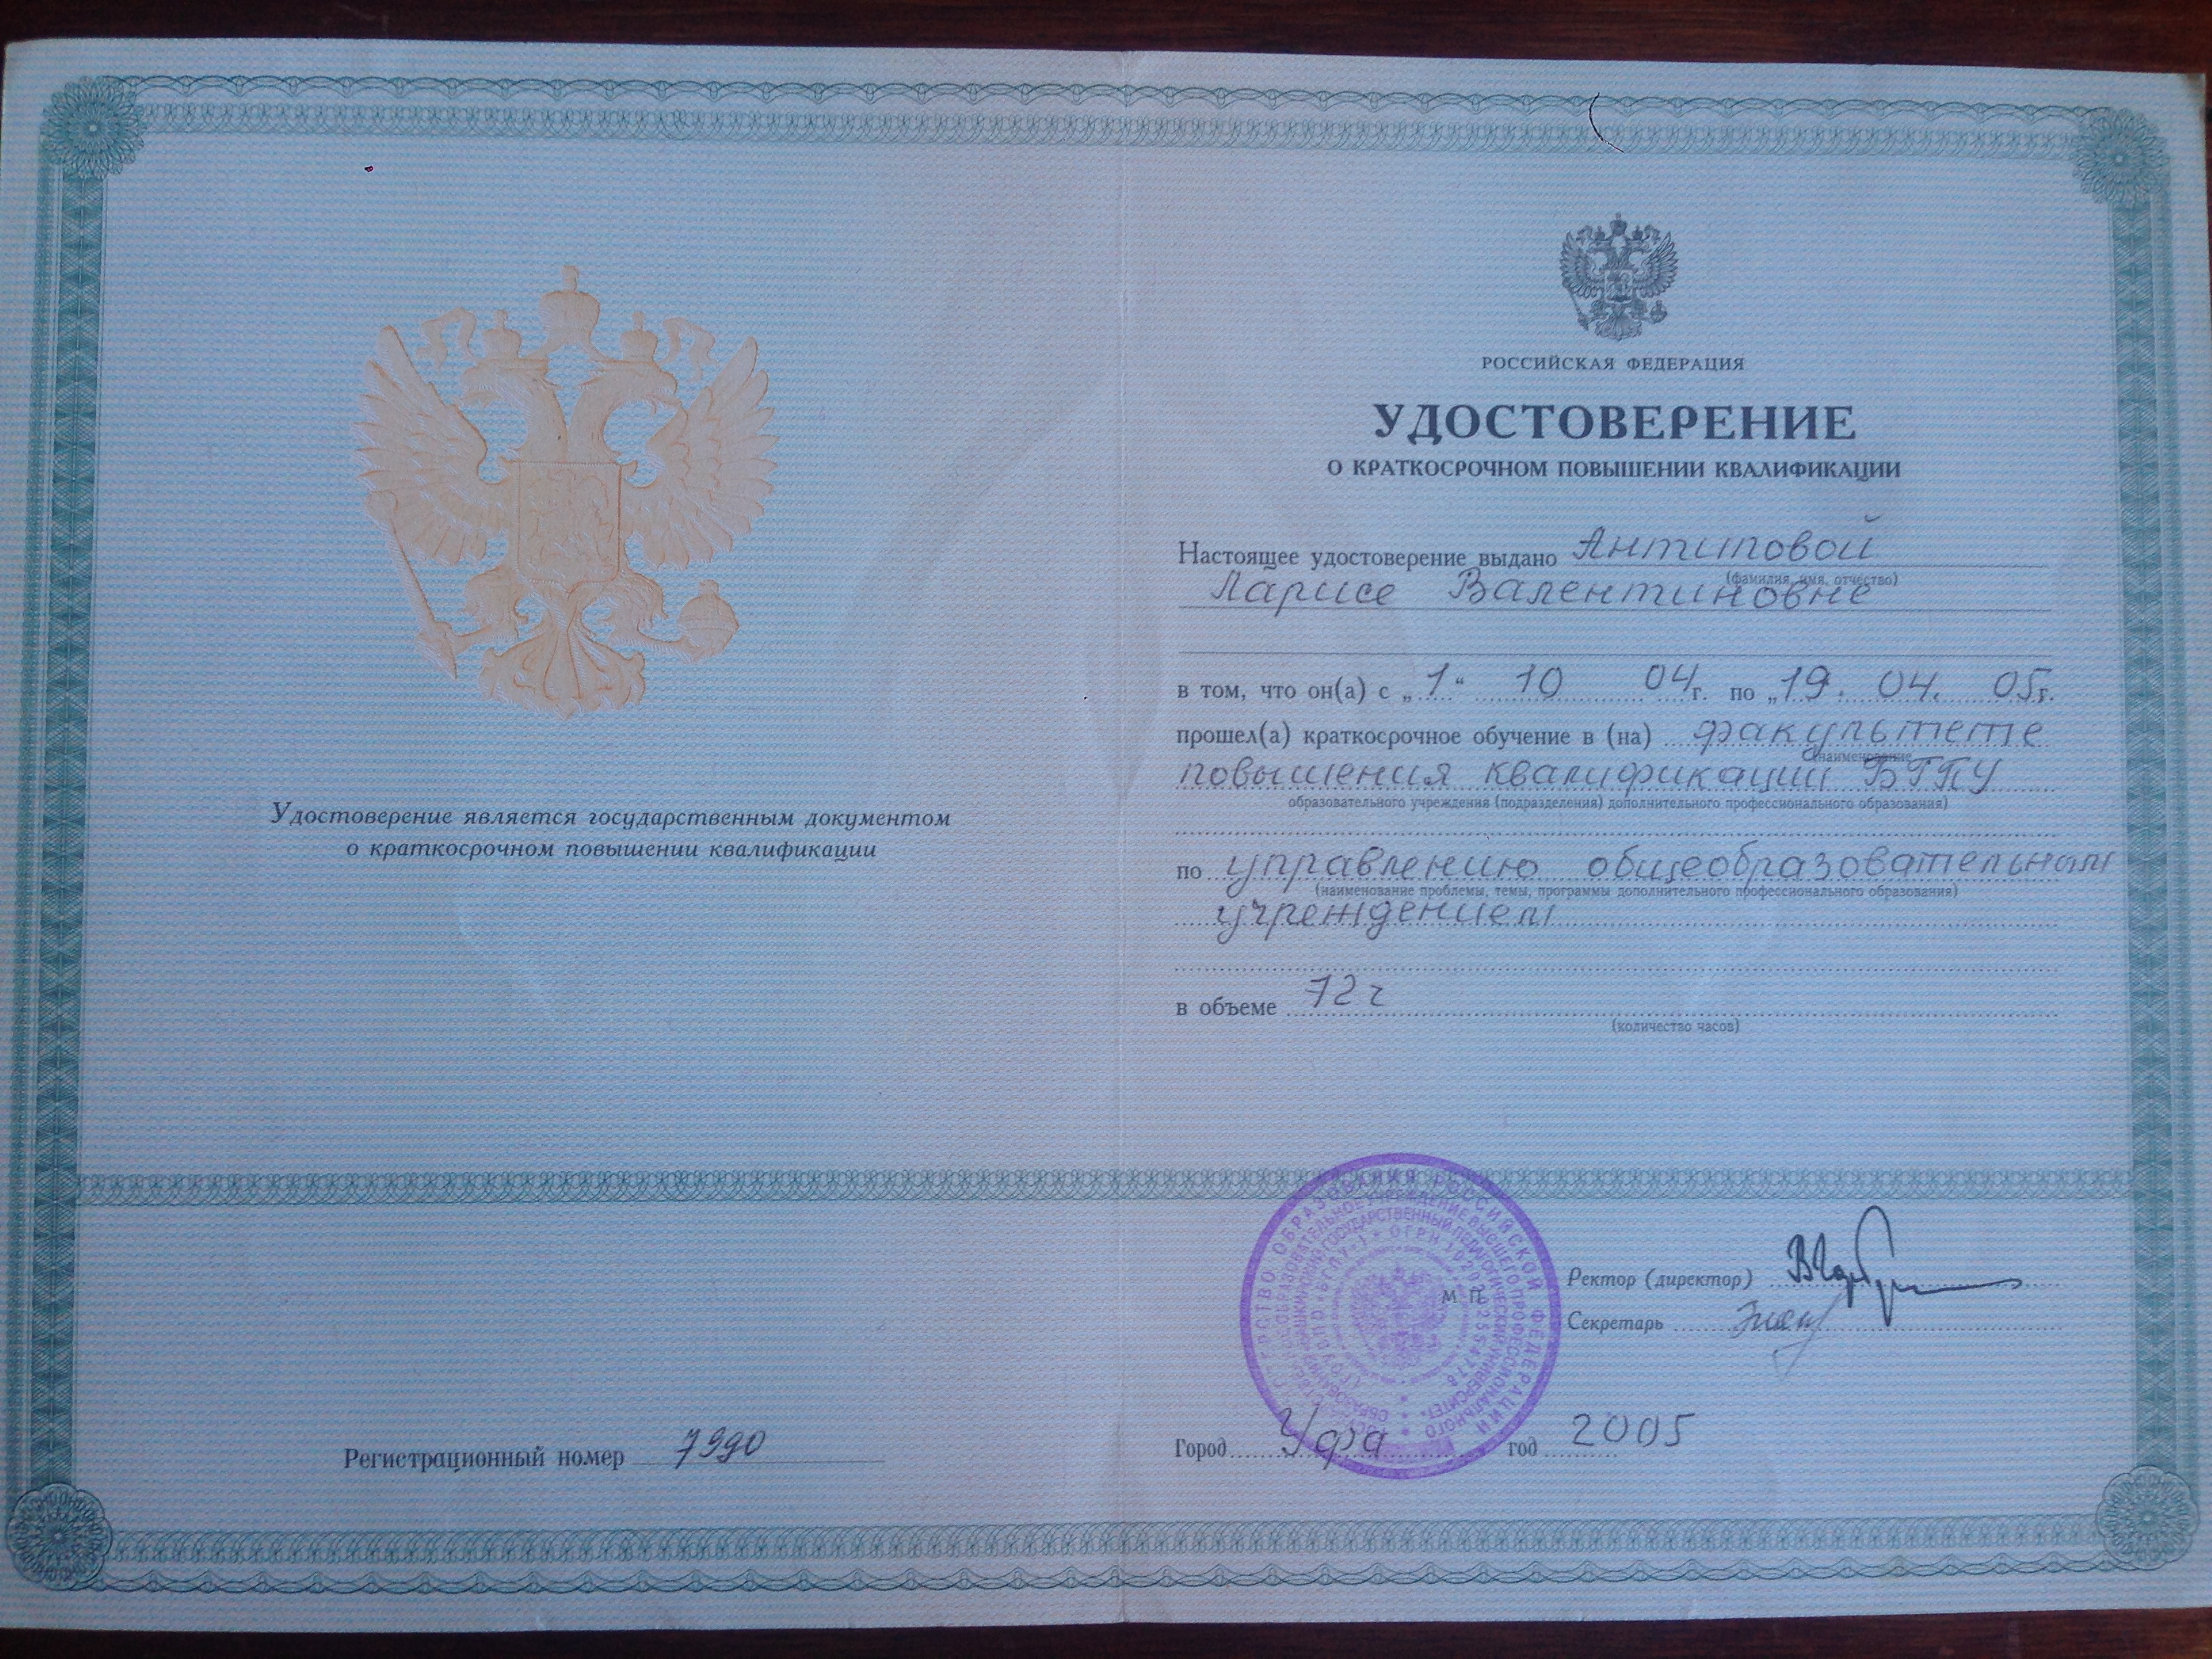 Удостоверение является государственным документом
о краткосрочном повышении квалификации
Регистрационный номер 7990
РОССИЙСКАЯ ФЕДЕРАЦИЯ
УДОСТОВЕРЕНИЕ
О КРАТКОСРОЧНОМ ПОВЫШЕНИИ КВАЛИФИКАЦИИ
Настоящее удостоверение выдано Антиповой
(фамилия, имя, отчество)
Ларисе Валентиновне
в том, что он(а) с „1“ 10 04 г. по „19. 04. 05 г.
прошел(а) краткосрочное обучение в (на) факультете
(наименование
повышения квалификации БГПУ
образовательного учреждения (подразделения) дополнительного профессионального образования)
по управлению общеобразовательным
(наименование проблемы, темы, программы дополнительного профессионального образования)
учреждением
в объеме 72 ч
(количество часов)
М П
Ректор (директор)
Секретарь
Город Уфа год 2005